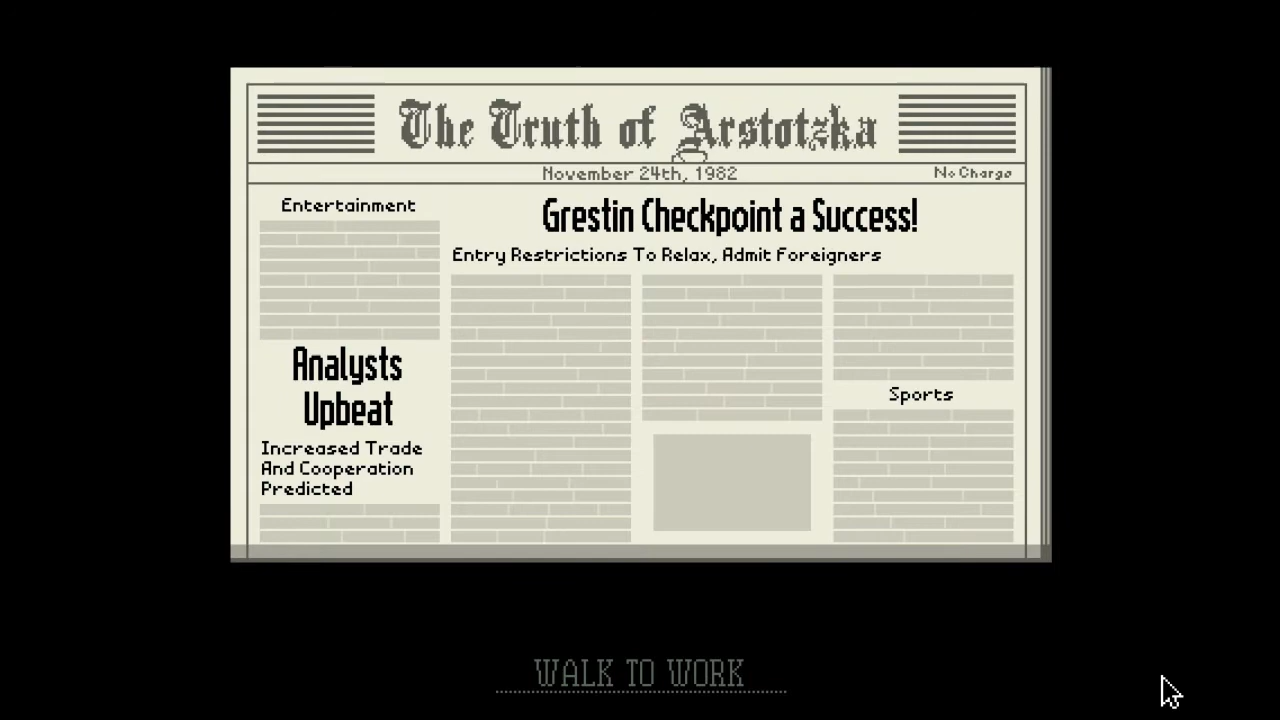 The Truth of Arstotzka
November 24th, 1982
No Charge
Entertainment
Analysts
Upbeat
Increased Trade
And Cooperation
Predicted
Grestin Checkpoint a Success!
Entry Restrictions To Relax, Admit Foreigners
Sports
WALK TO WORK